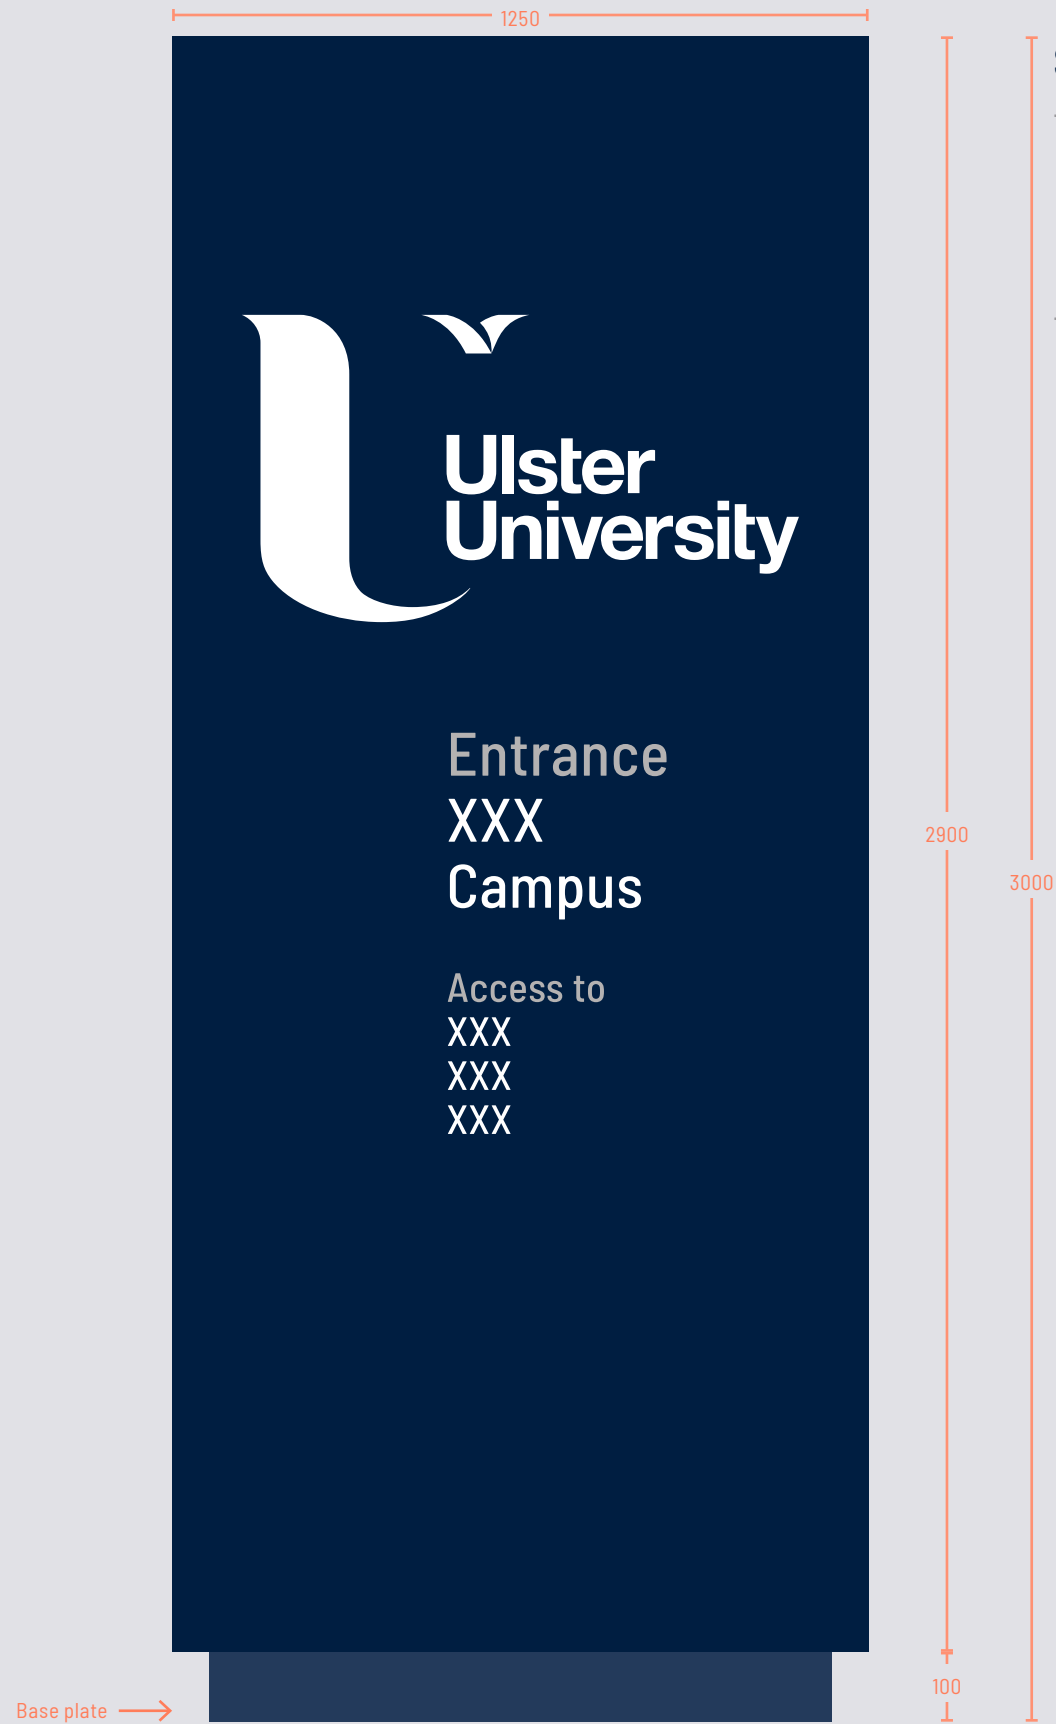 1250
Ulster
University
Entrance
XXX
Campus
2900
3000
Access to
XXX
XXX
XXX
100
Base plate